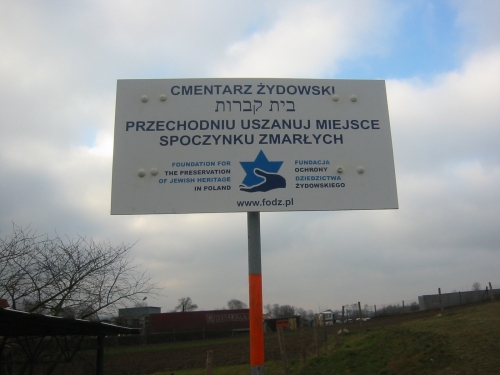 CMENTARZ ŻYDOWSKI
בית קברות
PRZECHODNIU USZANUJ MIEJSCE
SPOCZYNKU ZMARŁYCH
FOUNDATION FOR
THE PRESERVATION
OF JEWISH HERITAGE
IN POLAND
FUNDACJA
OCHRONY
DZIEDZICTWA
ŻYDOWSKIEGO
www.fodz.pl